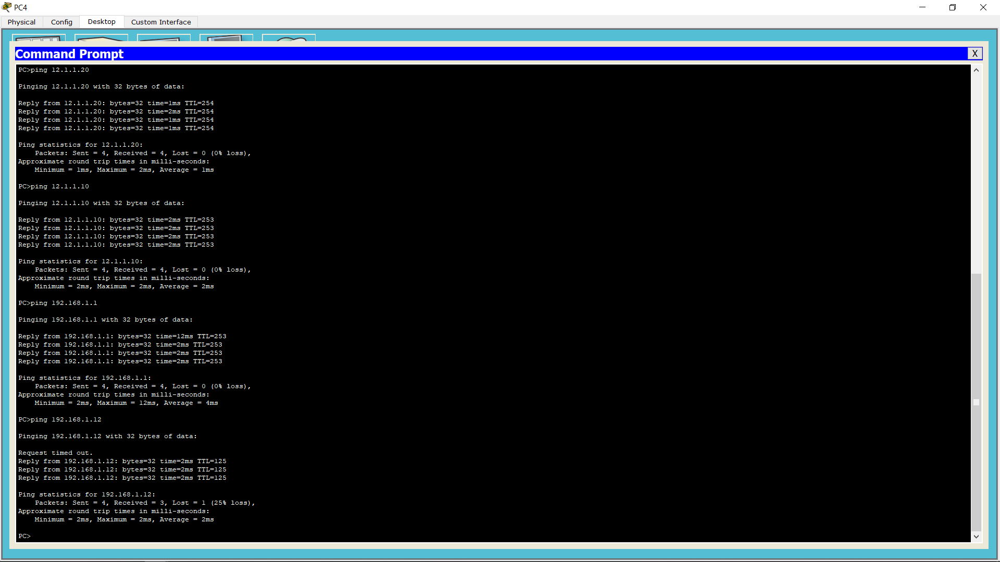 PC4
Physical Config Desktop Custom Interface
Command Prompt X
PC>ping 12.1.1.20
Pinging 12.1.1.20 with 32 bytes of data:
Reply from 12.1.1.20: bytes=32 time=1ms TTL=254
Reply from 12.1.1.20: bytes=32 time=2ms TTL=254
Reply from 12.1.1.20: bytes=32 time=1ms TTL=254
Reply from 12.1.1.20: bytes=32 time=1ms TTL=254
Ping statistics for 12.1.1.20:
    Packets: Sent = 4, Received = 4, Lost = 0 (0% loss),
Approximate round trip times in milli-seconds:
    Minimum = 1ms, Maximum = 2ms, Average = 1ms
PC>ping 12.1.1.10
Pinging 12.1.1.10 with 32 bytes of data:
Reply from 12.1.1.10: bytes=32 time=2ms TTL=253
Reply from 12.1.1.10: bytes=32 time=2ms TTL=253
Reply from 12.1.1.10: bytes=32 time=2ms TTL=253
Reply from 12.1.1.10: bytes=32 time=2ms TTL=253
Ping statistics for 12.1.1.10:
    Packets: Sent = 4, Received = 4, Lost = 0 (0% loss),
Approximate round trip times in milli-seconds:
    Minimum = 2ms, Maximum = 2ms, Average = 2ms
PC>ping 192.168.1.1
Pinging 192.168.1.1 with 32 bytes of data:
Reply from 192.168.1.1: bytes=32 time=12ms TTL=253
Reply from 192.168.1.1: bytes=32 time=2ms TTL=253
Reply from 192.168.1.1: bytes=32 time=2ms TTL=253
Reply from 192.168.1.1: bytes=32 time=2ms TTL=253
Ping statistics for 192.168.1.1:
    Packets: Sent = 4, Received = 4, Lost = 0 (0% loss),
Approximate round trip times in milli-seconds:
    Minimum = 2ms, Maximum = 12ms, Average = 4ms
PC>ping 192.168.1.12
Pinging 192.168.1.12 with 32 bytes of data:
Request timed out.
Reply from 192.168.1.12: bytes=32 time=2ms TTL=125
Reply from 192.168.1.12: bytes=32 time=2ms TTL=125
Reply from 192.168.1.12: bytes=32 time=2ms TTL=125
Ping statistics for 192.168.1.12:
    Packets: Sent = 4, Received = 3, Lost = 1 (25% loss),
Approximate round trip times in milli-seconds:
    Minimum = 2ms, Maximum = 2ms, Average = 2ms
PC>